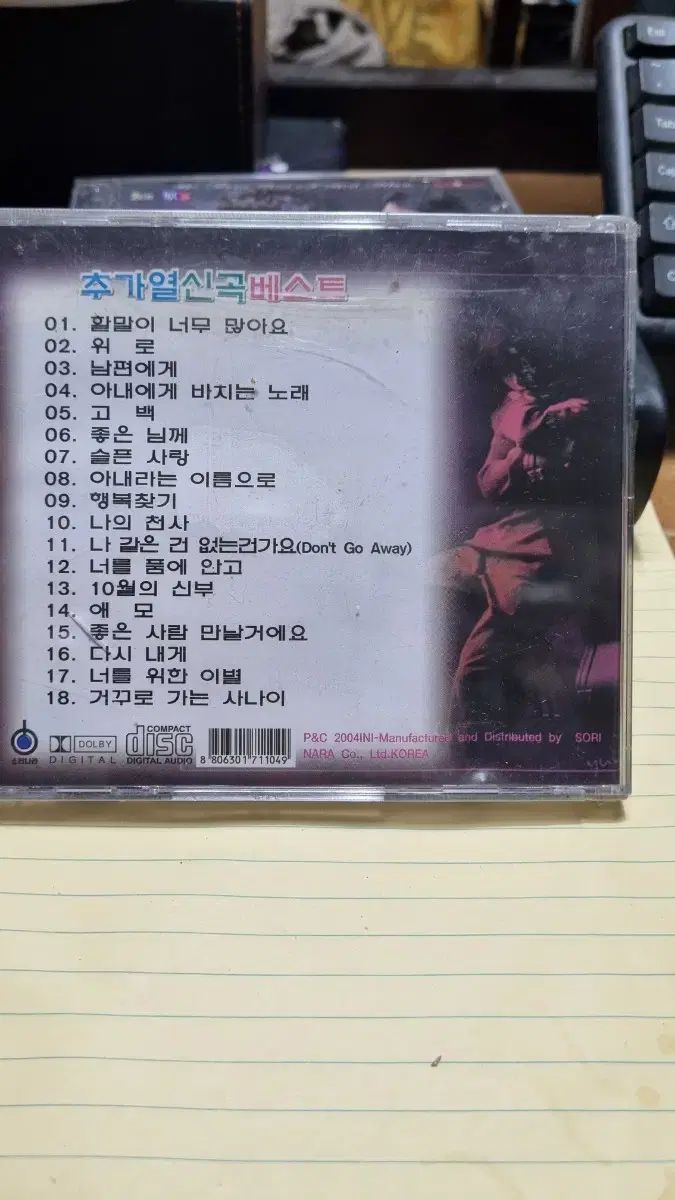 추가열신곡베스트
01. 할말이 너무 많아요
02. 위 로
03. 남편에게
04. 아내에게 바치는 노래
05. 고 백
06. 좋은 님께
07. 슬픈 사랑
08. 아내라는 이름으로
09. 행복찾기
10. 나의 천사
11. 나 같은 건 없는건가요(Don't Go Away)
12. 너를 품에 안고
13. 10월의 신부
14. 애 모
15. 좋은 사람 만날거에요
16. 다시 내게
17. 너를 위한 이별
18. 거꾸로 가는 사나이
소리나라
DOLBY
DIGITAL
COMPACT
disc
DIGITAL AUDIO
8 806301 711049
P&C 2004INI-Manufactured and Distributed by SORI
NARA Co., Ltd.KOREA
Esc
Tab